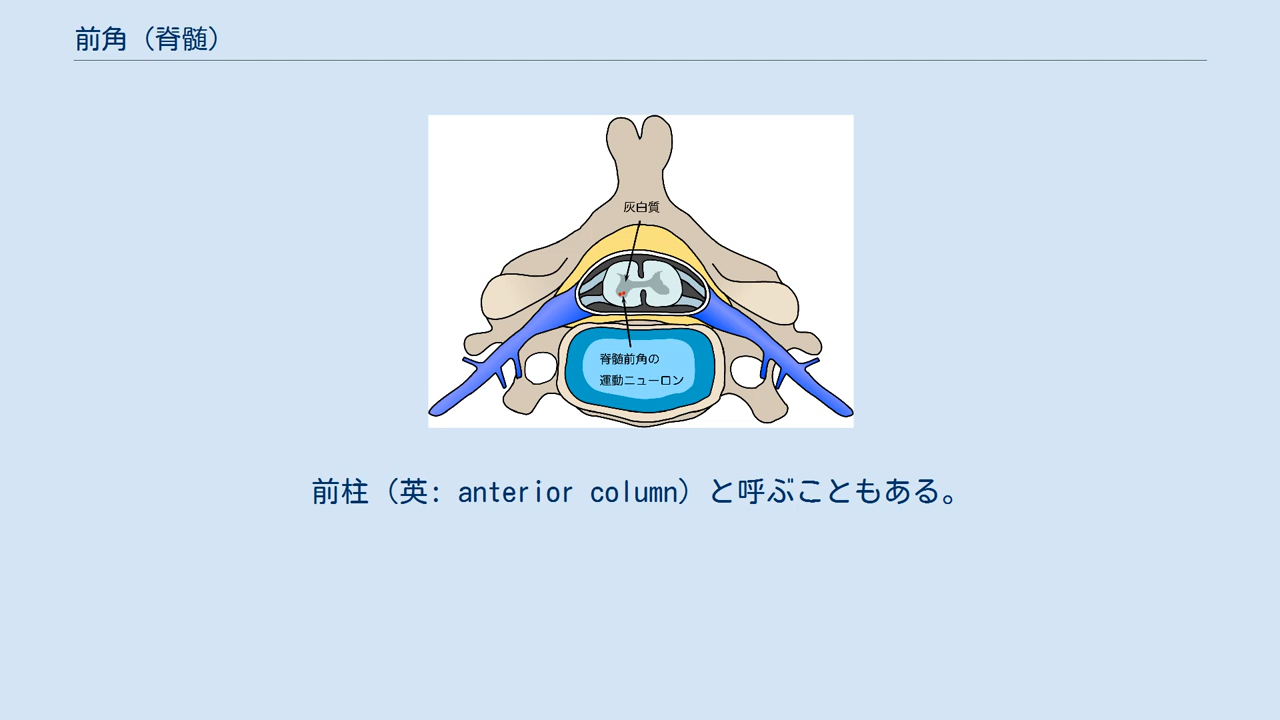 前角（脊髄）
灰白質
脊髄前角の
運動ニューロン
前柱（英: anterior column）と呼ぶこともある。